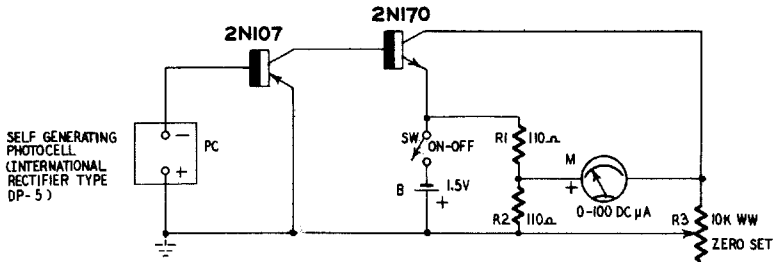 2N107
2N170
SELF GENERATING
PHOTOCELL
(INTERNATIONAL
RECTIFIER TYPE
DP-5)
−
+
PC
SW
ON-OFF
B
1.5V
+
R1
110Ω
R2
110Ω
M
+
0-100 DC μA
R3
10K WW
ZERO SET